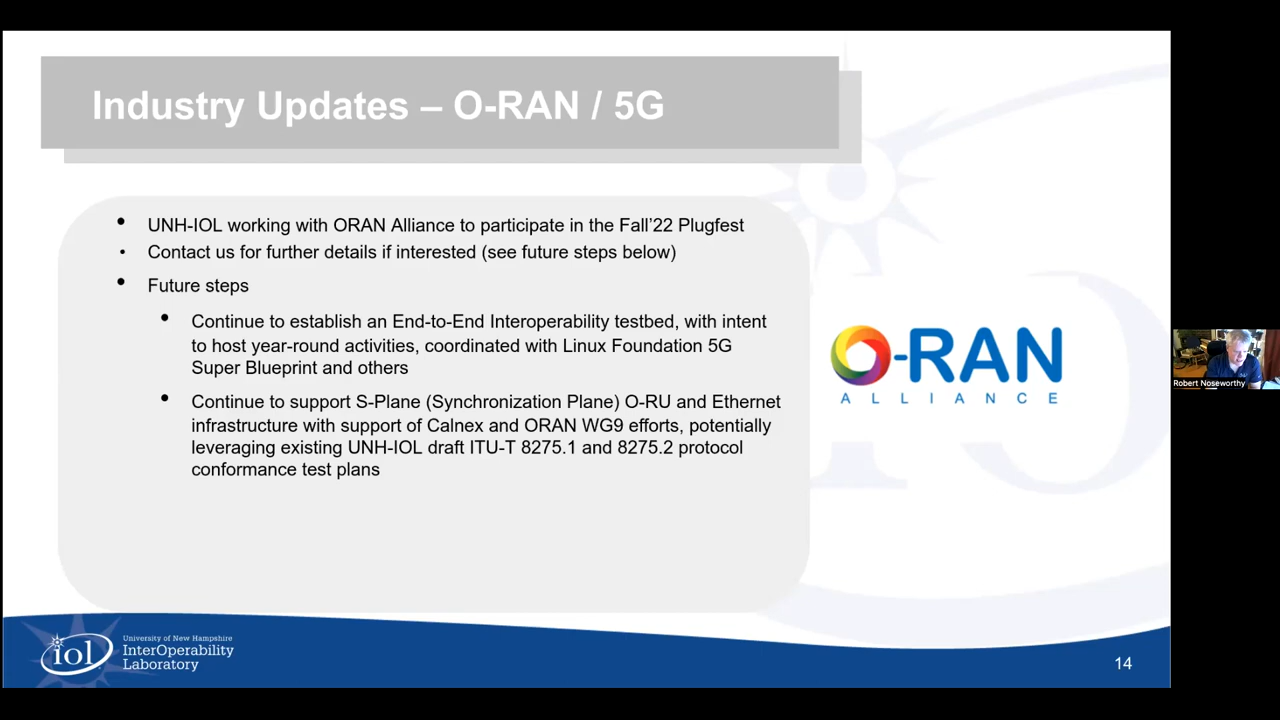 Industry Updates – O-RAN / 5G
UNH-IOL working with ORAN Alliance to participate in the Fall'22 Plugfest
Contact us for further details if interested (see future steps below)
Future steps
Continue to establish an End-to-End Interoperability testbed, with intent
to host year-round activities, coordinated with Linux Foundation 5G
Super Blueprint and others
Continue to support S-Plane (Synchronization Plane) O-RU and Ethernet
infrastructure with support of Calnex and ORAN WG9 efforts, potentially
leveraging existing UNH-IOL draft ITU-T 8275.1 and 8275.2 protocol
conformance test plans
O-RAN
ALLIANCE
Robert Noseworthy
iol
University of New Hampshire
InterOperability
Laboratory
14